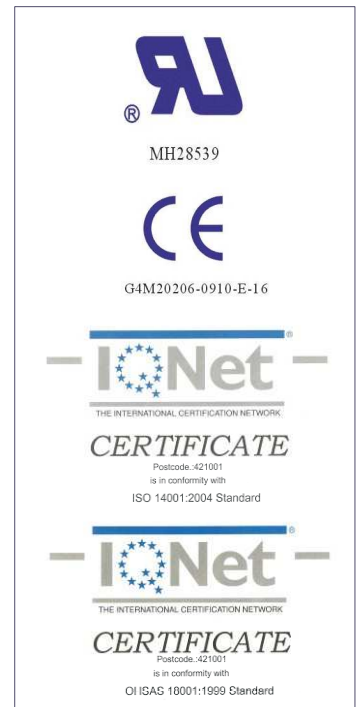 ®
MH28539
CE
G4M20206-0910-E-16
®
IQNet
THE INTERNATIONAL CERTIFICATION NETWORK
CERTIFICATE
Postcode.:421001
is in conformity with
ISO 14001:2004 Standard
®
IQNet
THE INTERNATIONAL CERTIFICATION NETWORK
CERTIFICATE
Postcode.:421001
is in conformity with
OHSAS 18001:1999 Standard